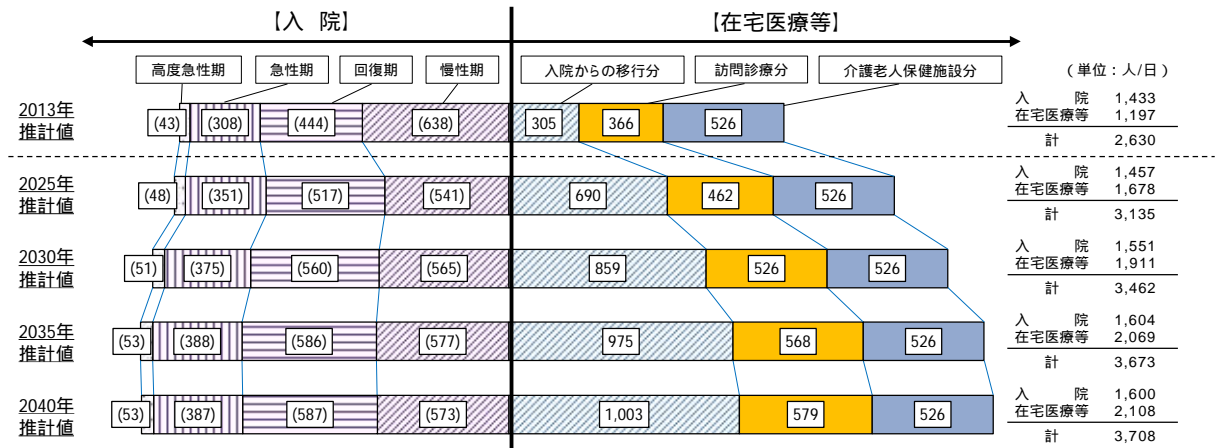 【入 院】 【在宅医療等】
高度急性期 急性期 回復期 慢性期 入院からの移行分 訪問診療分 介護老人保健施設分 (単位:人/日)
2013年
推計値
(43) (308) (444) (638) 305 366 526
入 院 1,433
在宅医療等 1,197
計 2,630
2025年
推計値
(48) (351) (517) (541) 690 462 526
入 院 1,457
在宅医療等 1,678
計 3,135
2030年
推計値
(51) (375) (560) (565) 859 526 526
入 院 1,551
在宅医療等 1,911
計 3,462
2035年
推計値
(53) (388) (586) (577) 975 568 526
入 院 1,604
在宅医療等 2,069
計 3,673
2040年
推計値
(53) (387) (587) (573) 1,003 579 526
入 院 1,600
在宅医療等 2,108
計 3,708